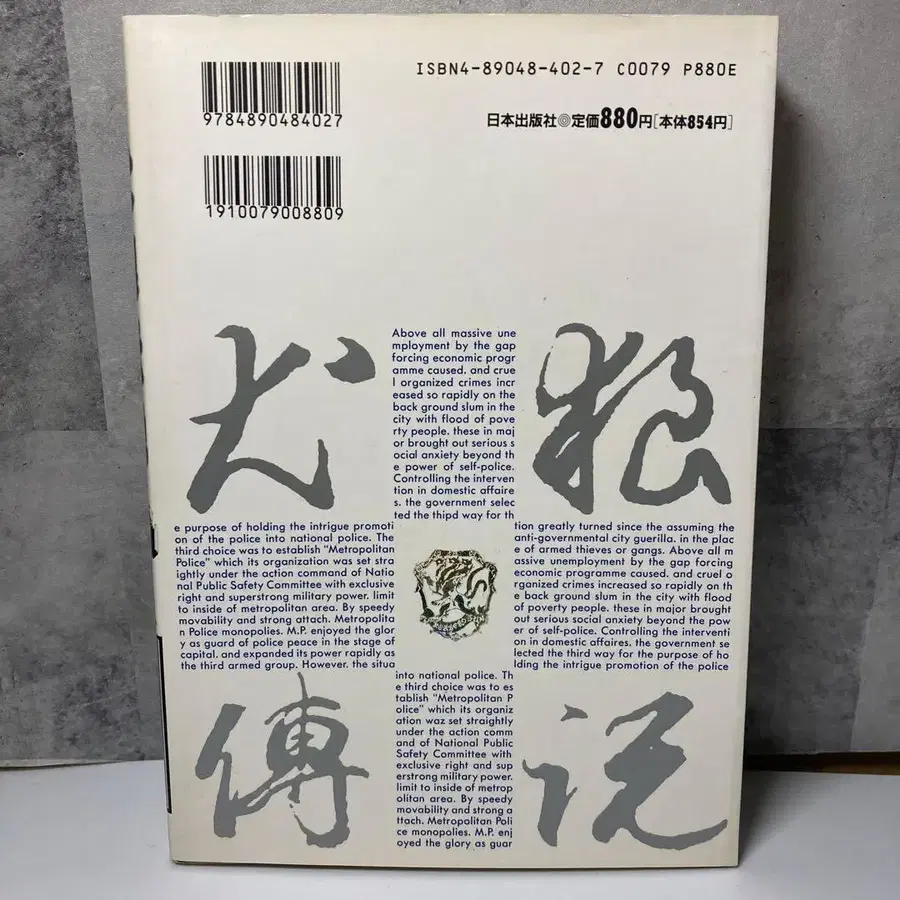 ISBN4-89048-402-7 C0079 P880E
9784890484027
日本出版社◎定価880円[本体854円]
1910079008809
犬狼
傳説
Above all massive une
mployment by the gap
forcing economic progr
amme caused. and crue
l organized crimes incr
eased so rapidly on the
back ground slum in the
city with flood of pove
rty people. these in maj
or brought out serious s
ocial anxiety beyond th
e power of self-police.
Controlling the interven
tion in domestic affaire
s. the government selec
ted the thipd way for th
e purpose of holding the intrigue promoti
on of the police into national police. The
third choice was to establish "Metropolitan
Police" which its organization was set stra
ightly under the action command of Natio
nal Public Safety Committee with exclusive
right and superstrong military power. limit
to inside of metropolitan area. By speedy
movability and strong attach. Metropolita
n Police monopolies. M.P. enjoyed the glor
y as guard of police peace in the stage of
capital. and expanded its power rapidly as
the third armed group. However. the situa
tion greatly turned since the assuming the
anti-governmental city guerilla. in the plac
e of armed thieves or gangs. Above all m
assive unemployment by the gap forcing
economic programme caused. and cruel o
rganized crimes increased so rapidly on th
e back ground slum in the city with flood
of poverty people. these in major brought
out serious social anxiety beyond the pow
er of self-police. Controlling the interventi
on in domestic affaires. the government se
lected the third way for the purpose of ho
lding the intrigue promotion of the police
into national police. Th
e third choice was to es
tablish "Metropolitan P
olice" which its organiz
ation waz set straightly
under the action comm
and of National Public
Safety Committee with
exclusive right and sup
erstrong military power.
limit to inside of metrop
olitan area. By speedy
movability and strong a
ttach. Metropolitan Poli
ce monopolies. M.P. enj
oyed the glory as guar